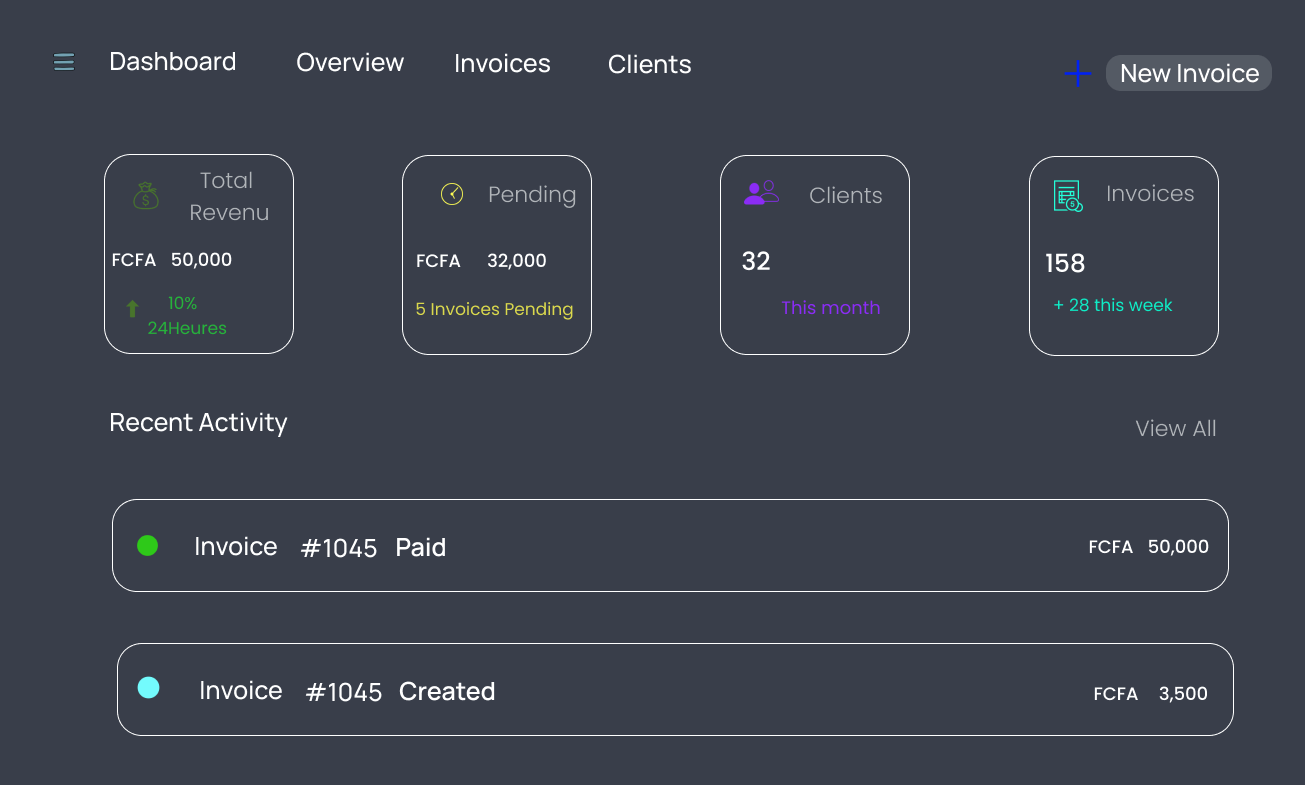 Dashboard Overview Invoices Clients
New Invoice
Total
Revenu
FCFA 50,000
10%
24Heures
Pending
FCFA 32,000
5 Invoices Pending
Clients
32
This month
Invoices
158
+ 28 this week
Recent Activity
View All
Invoice #1045 Paid FCFA 50,000
Invoice #1045 Created FCFA 3,500